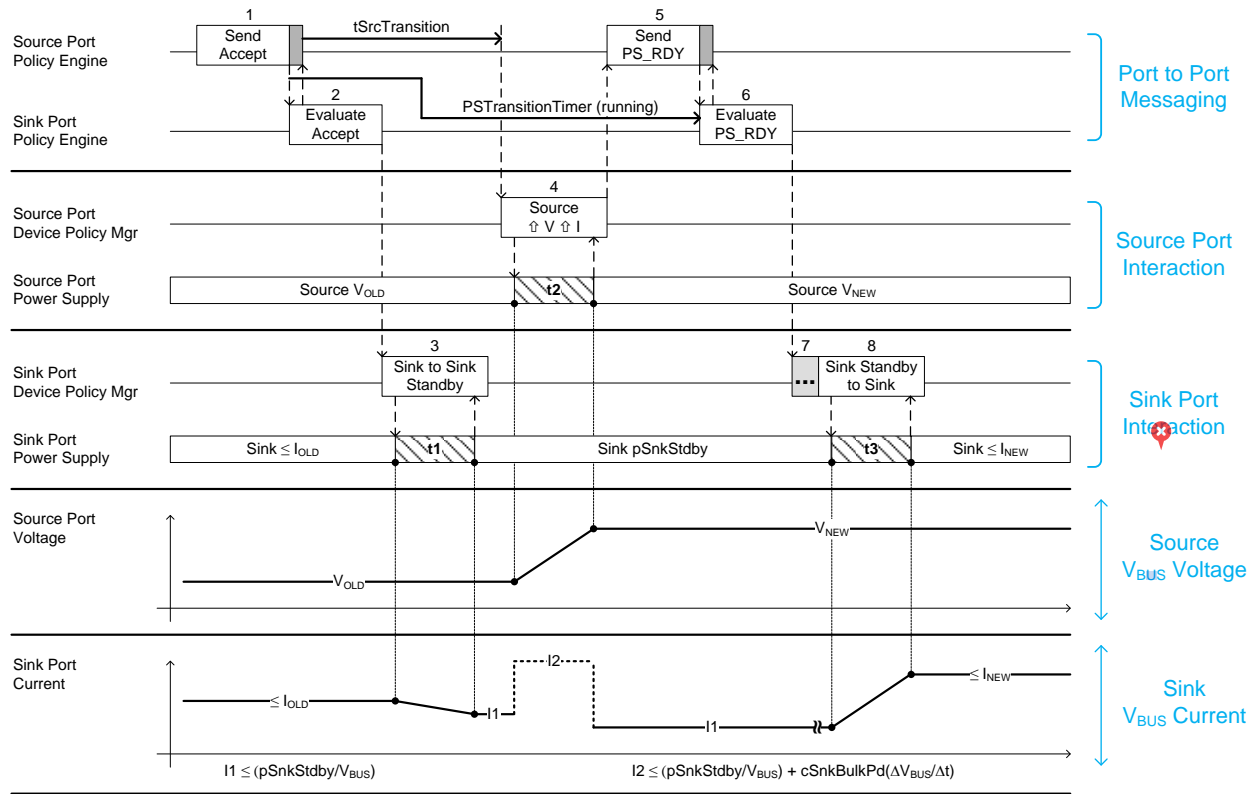 1
Source Port
Policy Engine
Send
Accept
tSrcTransition
5
Send
PS_RDY
Port to Port
Messaging
2
Sink Port
Policy Engine
Evaluate
Accept
PSTransitionTimer (running)
6
Evaluate
PS_RDY
Source Port
Device Policy Mgr
4
Source
⇧ V ⇧ I
Source Port
Interaction
Source Port
Power Supply
Source VOLD
t2
Source VNEW
Sink Port
Device Policy Mgr
3
Sink to Sink
Standby
7
...
8
Sink Standby
to Sink
Sink Port
Interaction
Sink Port
Power Supply
Sink ≤ IOLD
t1
Sink pSnkStdby
t3
Sink ≤ INEW
Source Port
Voltage
VOLD
VNEW
Source
VBUS Voltage
Sink Port
Current
≤ IOLD
I1
I2
I1
≤ INEW
Sink
VBUS Current
I1 ≤ (pSnkStdby/VBUS)
I2 ≤ (pSnkStdby/VBUS) + cSnkBulkPd(ΔVBUS/Δt)